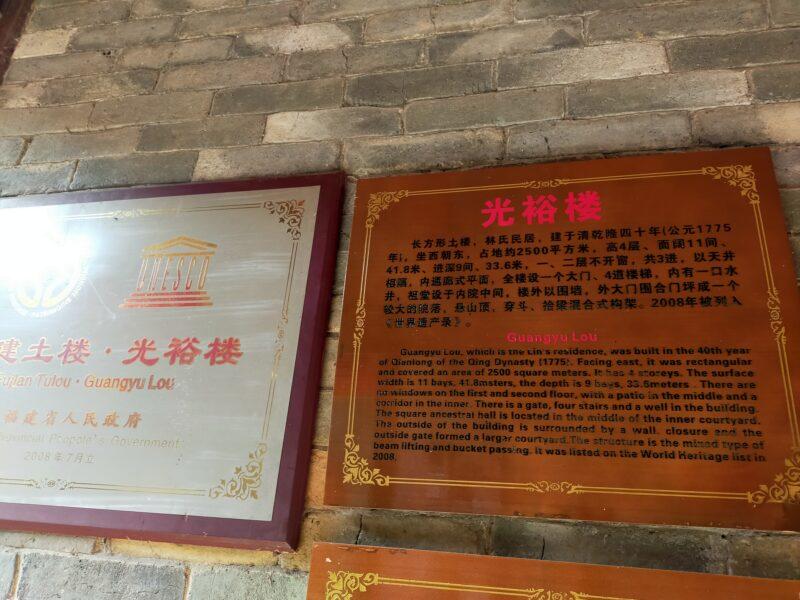 UNESCO
建土楼·光裕楼
Fujian Tulou · Guangyu Lou
福建省人民政府
Provincial People's Government
2008年7月立
光裕楼
长方形土楼，林氏民居，建于清乾隆四十年(公元1775
年)，坐西朝东，占地约2500平方米，高4层、面阔11间、
41.8米、进深9间、33.6米，一、二层不开窗，共3进，以天井
相隔，内通廊式平面，全楼设一个大门、4道楼梯，内有一口水
井，祖堂设于内院中间，楼外以围墙，外大门围合门坪成一个
较大的院落，悬山顶，穿斗、抬梁混合式构架。2008年被列入
《世界遗产录》。
Guangyu Lou
Guangyu Lou, which is the Lin's residence, was built in the 40th year
of Qianlong of the Qing Dynasty (1775). Facing east, it was rectangular
and covered an area of 2500 square meters. It has 4 storeys. The surface
width is 11 bays, 41.8msters, the depth is 9 bays, 33.6meters . There are
no windows on the first and second floor, with a patio in the middle and a
corridor in the inner. There is a gate, four stairs and a well in the building.
The square ancestral hall is located in the middle of the inner courtyard.
The outside of the building is surrounded by a wall. closure and the
outside gate formed a larger courtyard.The structure is the mixed type of
beam lifting and bucket passing. It was listed on the World Heritage list in
2008.